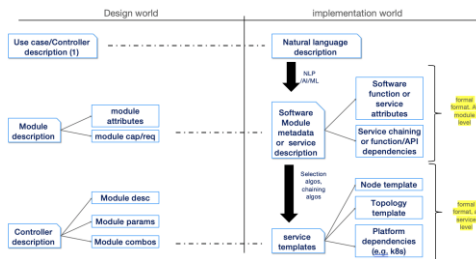 Design world
implementation world
Use case/Controller
description (1)
Natural language
description
NLP
/AI/ML
Module
description
module
attributes
module cap/req
Software
Module
metadata
or service
description
Software
function or
service
attributes
Service chaining
or function/API
dependencies
formal
format. A
module
level
Selection
algos,
chaining
algos
Controller
description
Module desc
Module params
Module combos
service
templates
Node template
Topology
template
Platform
dependencies
(e.g. k8s)
formal
format, a
service
level